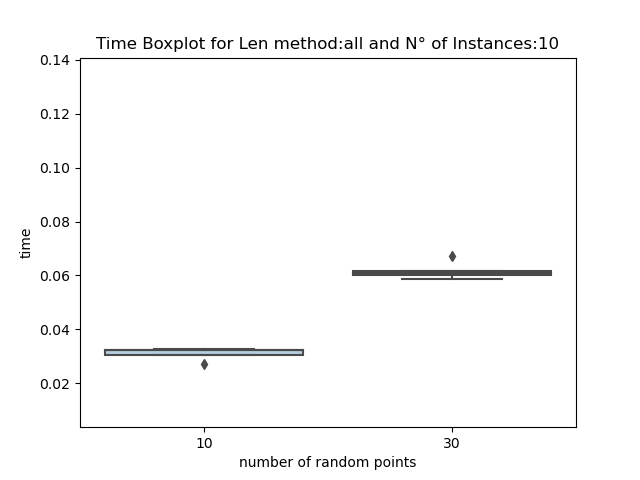 Time Boxplot for Len method:all and N° of Instances:10
0.14
0.12
0.10
0.08
0.06
0.04
0.02
time
10 30
number of random points